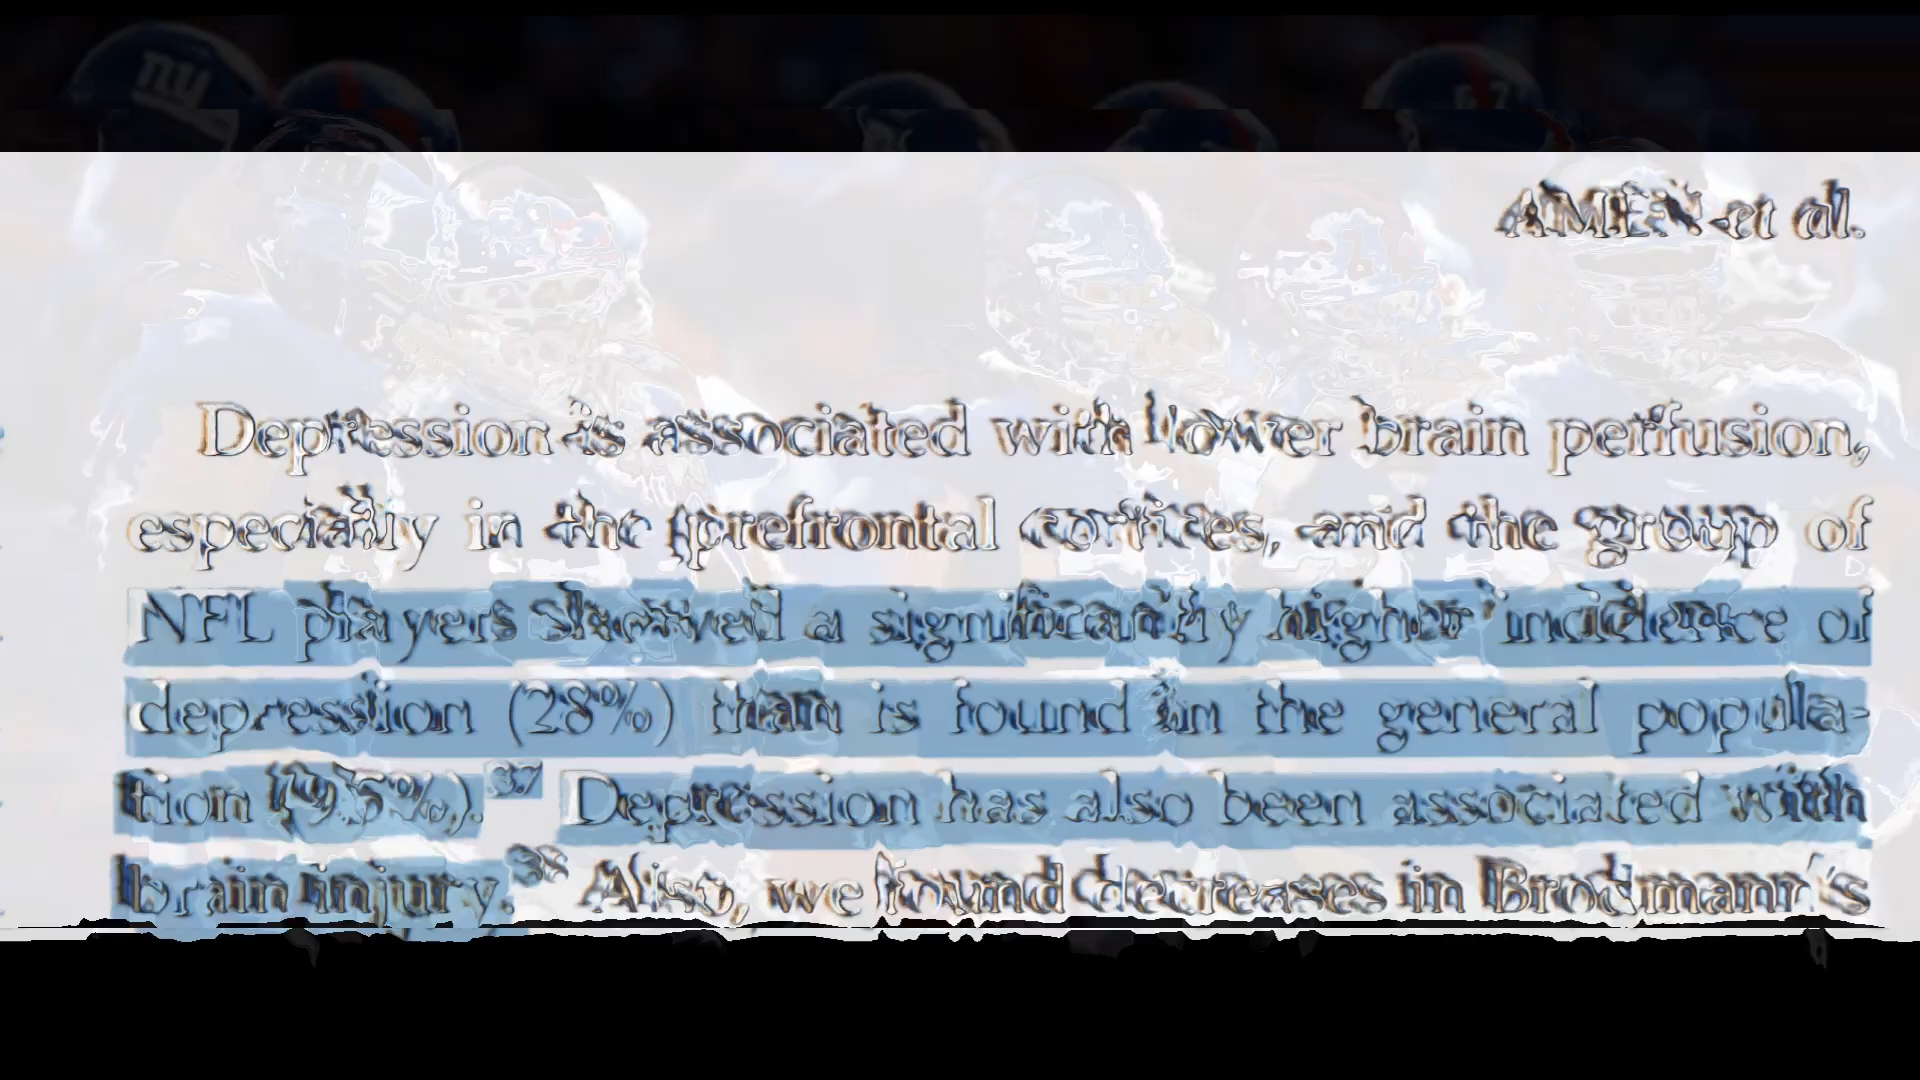 ny
AMEN et al.
Depression is associated with lower brain perfusion,
especially in the prefrontal cortices, and the group of
NFL players showed a significantly higher incidence of
depression (28%) than is found in the general popula-
tion (9.5%).37 Depression has also been associated with
brain injury.38 Also, we found decreases in Brodmann's